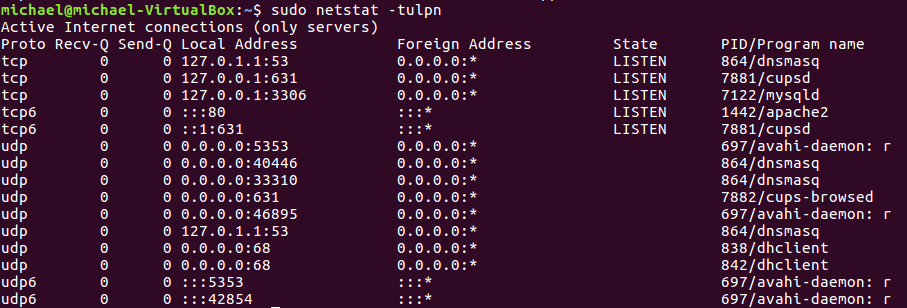 michael@michael-VirtualBox:~$ sudo netstat -tulpn
Active Internet connections (only servers)
Proto Recv-Q Send-Q Local Address           Foreign Address         State       PID/Program name
tcp        0      0 127.0.1.1:53            0.0.0.0:*               LISTEN      864/dnsmasq
tcp        0      0 127.0.0.1:631           0.0.0.0:*               LISTEN      7881/cupsd
tcp        0      0 127.0.0.1:3306          0.0.0.0:*               LISTEN      7122/mysqld
tcp6       0      0 :::80                   :::*                    LISTEN      1442/apache2
tcp6       0      0 ::1:631                 :::*                    LISTEN      7881/cupsd
udp        0      0 0.0.0.0:5353            0.0.0.0:*                           697/avahi-daemon: r
udp        0      0 0.0.0.0:40446           0.0.0.0:*                           864/dnsmasq
udp        0      0 0.0.0.0:33310           0.0.0.0:*                           864/dnsmasq
udp        0      0 0.0.0.0:631             0.0.0.0:*                           7882/cups-browsed
udp        0      0 0.0.0.0:46895           0.0.0.0:*                           697/avahi-daemon: r
udp        0      0 127.0.1.1:53            0.0.0.0:*                           864/dnsmasq
udp        0      0 0.0.0.0:68              0.0.0.0:*                           838/dhclient
udp        0      0 0.0.0.0:68              0.0.0.0:*                           842/dhclient
udp6       0      0 :::5353                 :::*                                697/avahi-daemon: r
udp6       0      0 :::42854                :::*                                697/avahi-daemon: r